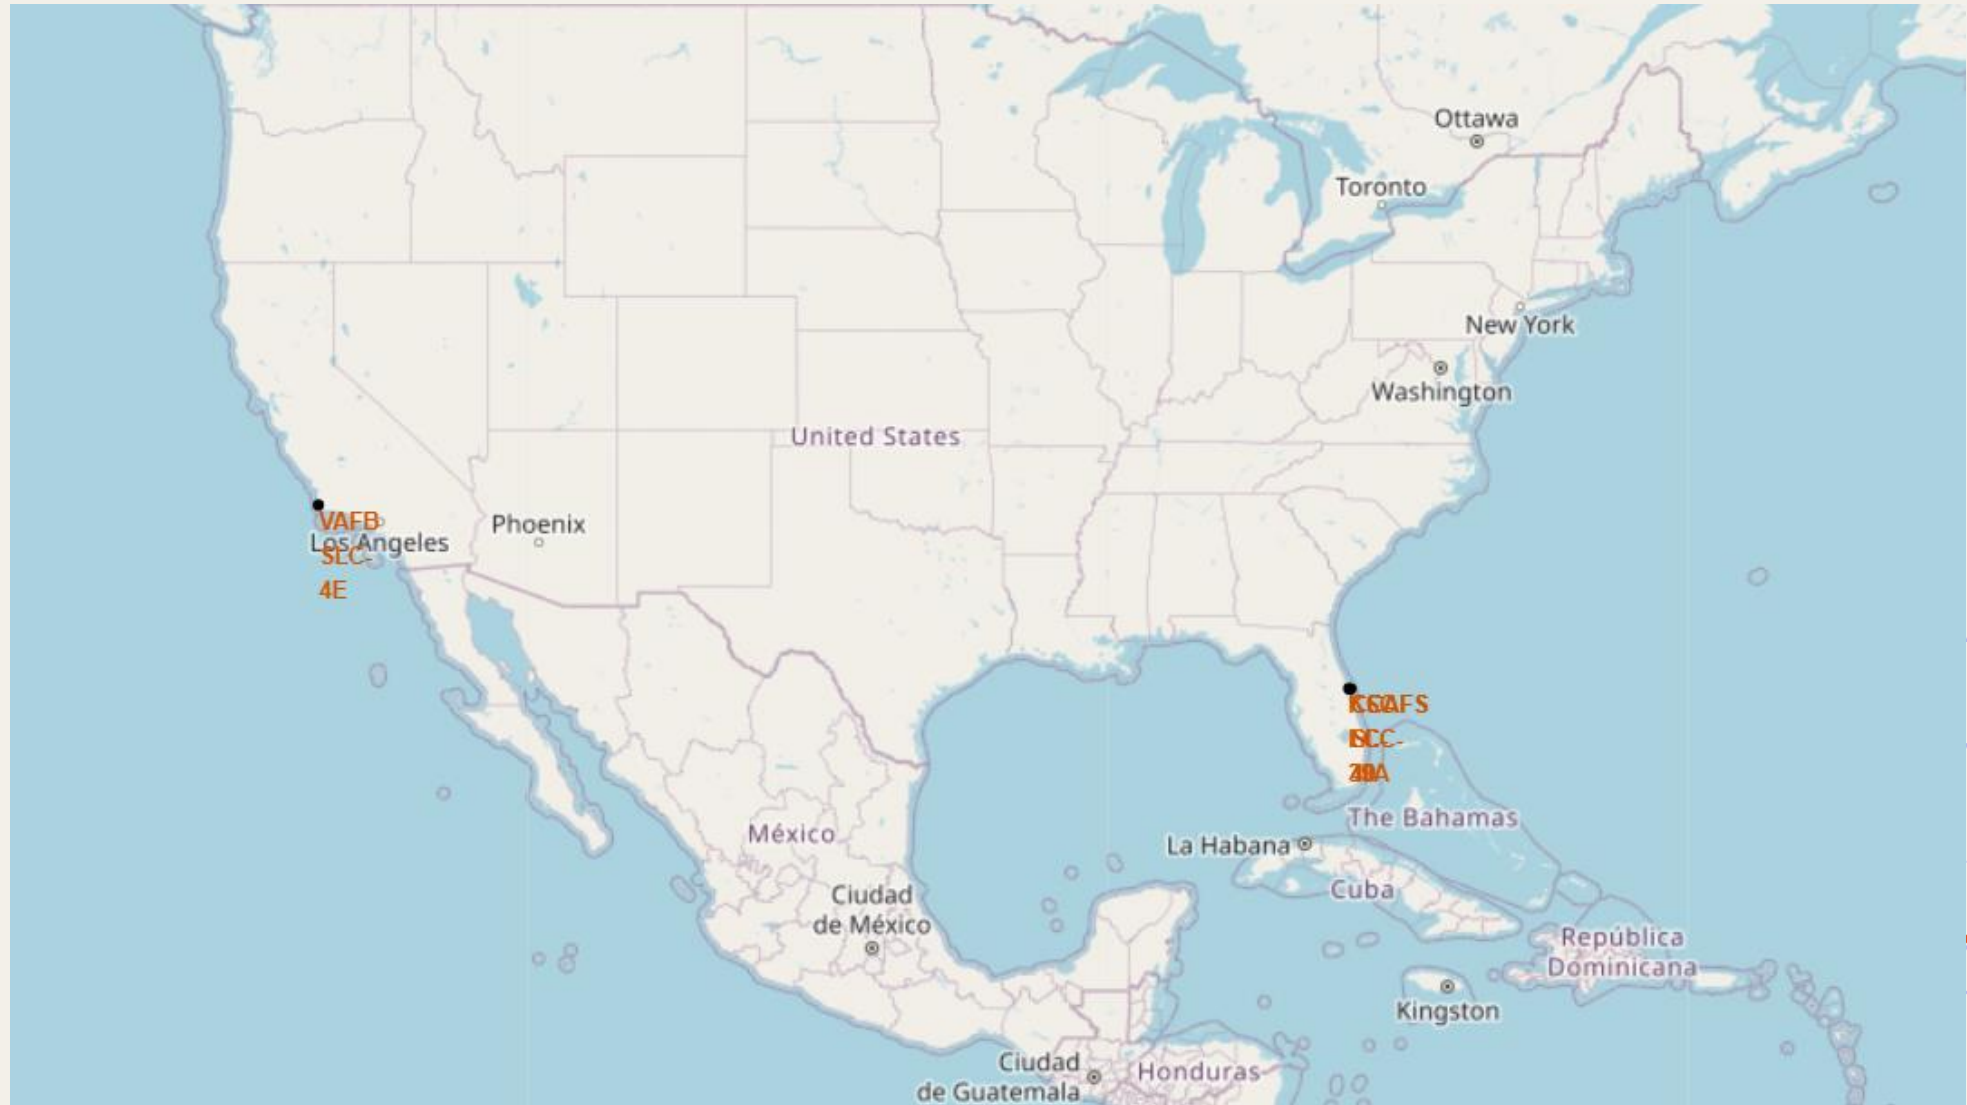 Ottawa
Toronto
New York
Washington
United States
VAFB
SLC-
4E
Los Angeles
Phoenix
The Bahamas
La Habana
Cuba
México
Ciudad
de México
República
Dominicana
Kingston
Ciudad
de Guatemala
Honduras